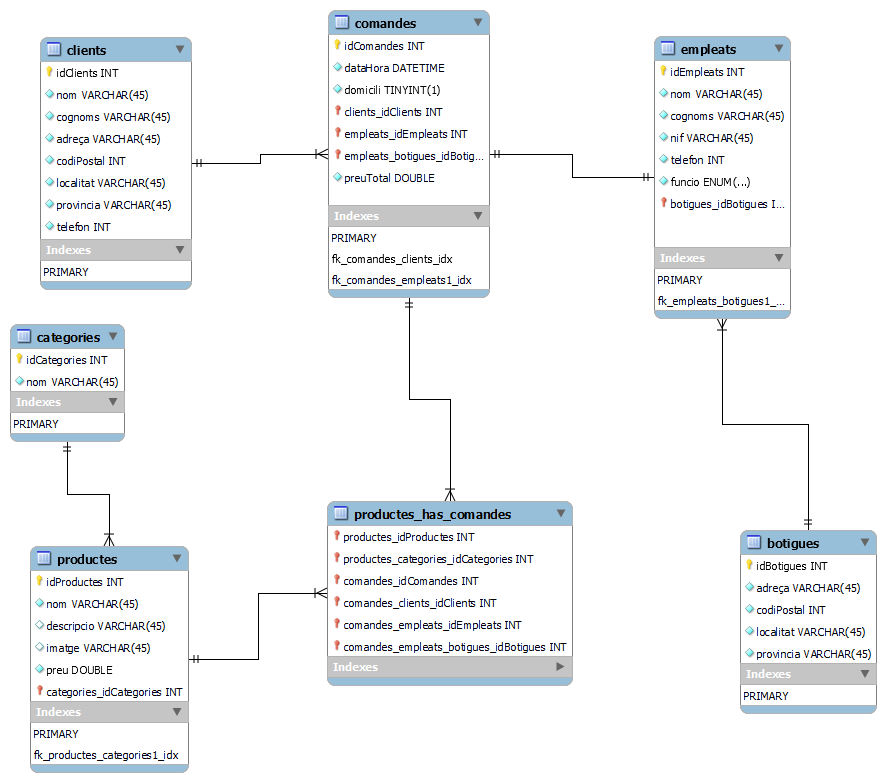 clients
idClients INT
nom VARCHAR(45)
cognoms VARCHAR(45)
adreça VARCHAR(45)
codiPostal INT
localitat VARCHAR(45)
provincia VARCHAR(45)
telefon INT
Indexes
PRIMARY
comandes
idComandes INT
dataHora DATETIME
domicili TINYINT(1)
clients_idClients INT
empleats_idEmpleats INT
empleats_botigues_idBotig...
preuTotal DOUBLE
Indexes
PRIMARY
fk_comandes_clients_idx
fk_comandes_empleats1_idx
empleats
idEmpleats INT
nom VARCHAR(45)
cognoms VARCHAR(45)
nif VARCHAR(45)
telefon INT
funcio ENUM(...)
botigues_idBotigues I...
Indexes
PRIMARY
fk_empleats_botigues1_...
categories
idCategories INT
nom VARCHAR(45)
Indexes
PRIMARY
productes
idProductes INT
nom VARCHAR(45)
descripcio VARCHAR(45)
imatge VARCHAR(45)
preu DOUBLE
categories_idCategories INT
Indexes
PRIMARY
fk_productes_categories1_idx
productes_has_comandes
productes_idProductes INT
productes_categories_idCategories INT
comandes_idComandes INT
comandes_clients_idClients INT
comandes_empleats_idEmpleats INT
comandes_empleats_botigues_idBotigues INT
Indexes
botigues
idBotigues INT
adreça VARCHAR(45)
codiPostal INT
localitat VARCHAR(45)
provincia VARCHAR(45)
Indexes
PRIMARY